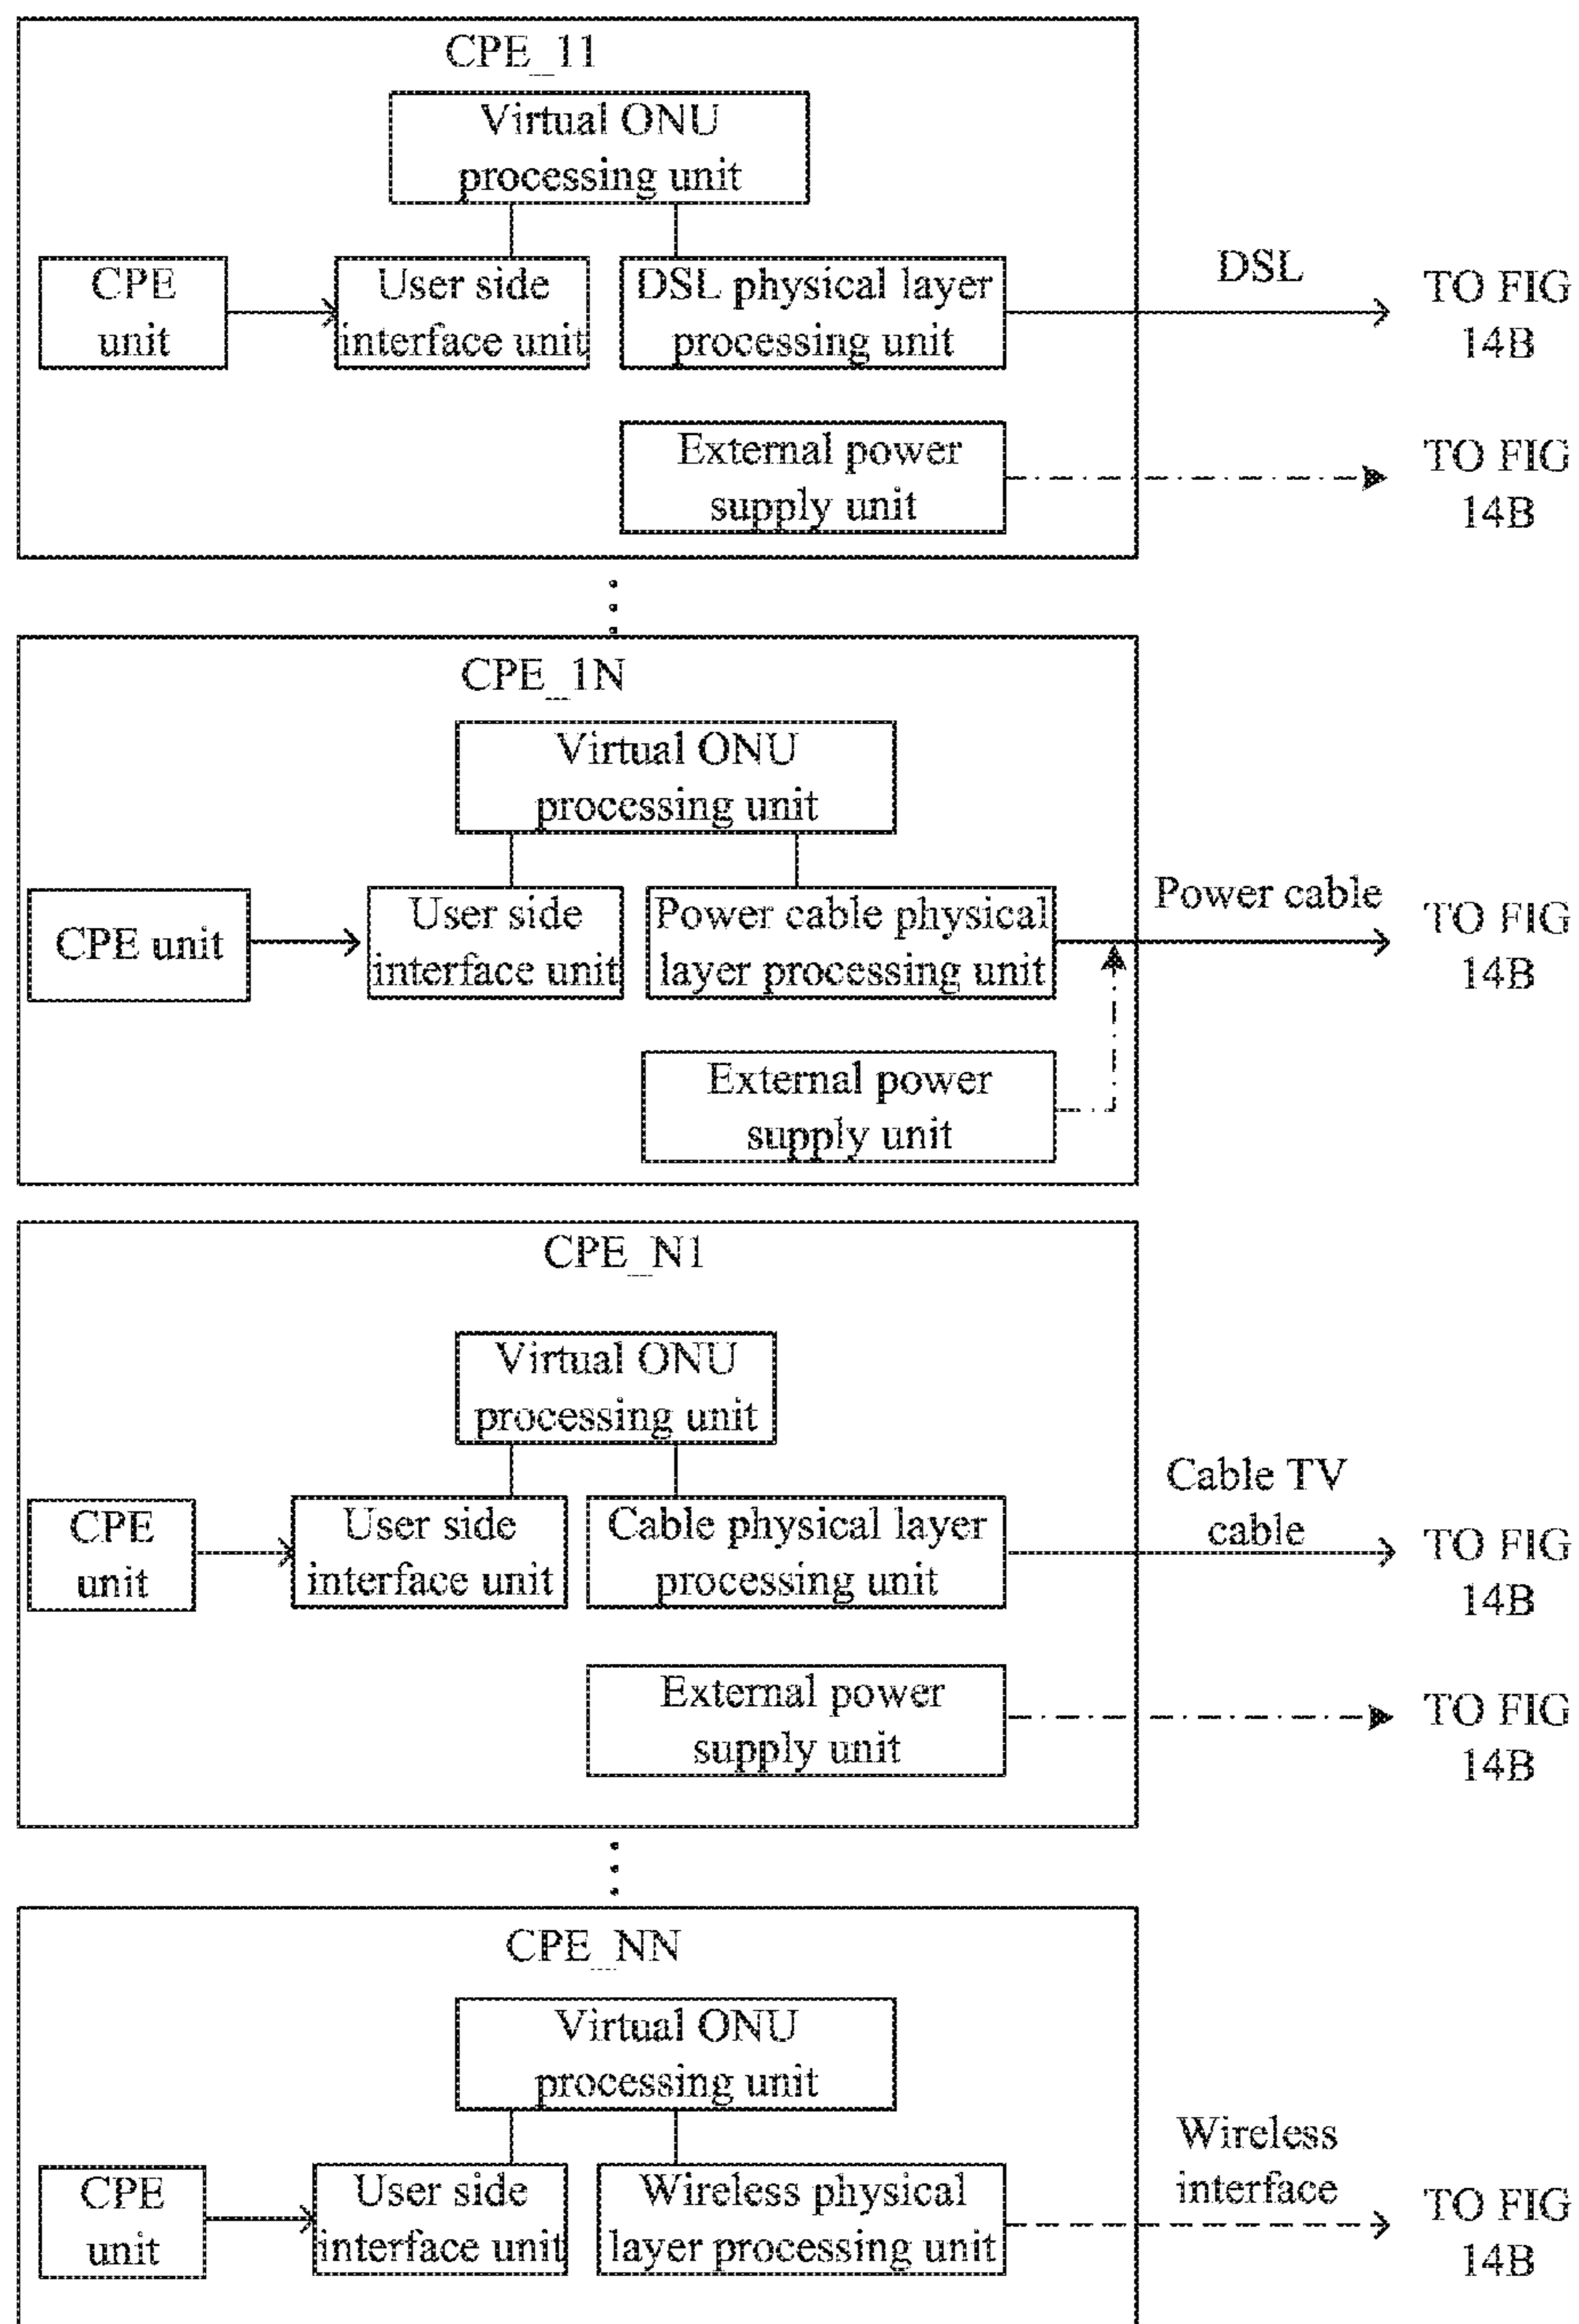 CPE_11
Virtual ONU
processing unit
CPE
unit
User side
interface unit
DSL physical layer
processing unit
DSL
TO FIG
14B
External power
supply unit
TO FIG
14B
CPE_1N
Virtual ONU
processing unit
CPE unit
User side
interface unit
Power cable physical
layer processing unit
Power cable
TO FIG
14B
External power
supply unit
CPE_N1
Virtual ONU
processing unit
CPE
unit
User side
interface unit
Cable physical layer
processing unit
Cable TV
cable
TO FIG
14B
External power
supply unit
TO FIG
14B
CPE_NN
Virtual ONU
processing unit
CPE
unit
User side
interface unit
Wireless physical
layer processing unit
Wireless
interface
TO FIG
14B